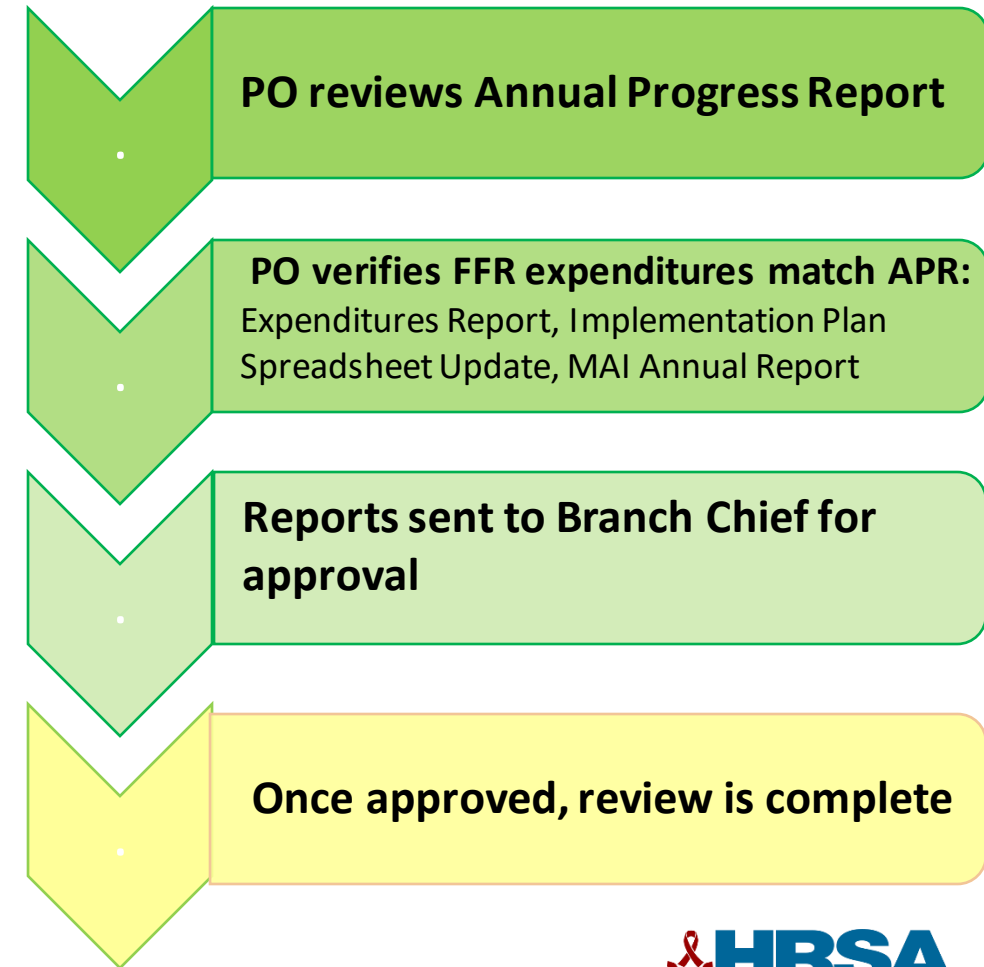 PO reviews Annual Progress Report
PO verifies FFR expenditures match APR:
Expenditures Report, Implementation Plan
Spreadsheet Update, MAI Annual Report
Reports sent to Branch Chief for
approval
Once approved, review is complete
HRSA